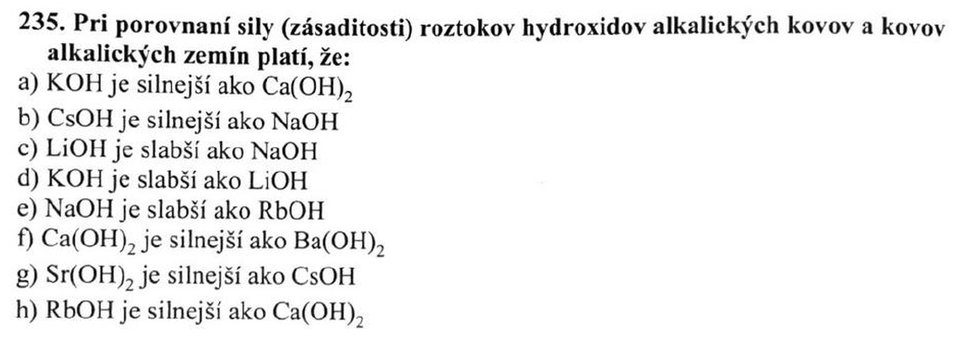 235. Pri porovnaní sily (zásaditosti) roztokov hydroxidov alkalických kovov a kovov
alkalických zemín platí, že:
a) KOH je silnejší ako Ca(OH)₂
b) CsOH je silnejší ako NaOH
c) LiOH je slabší ako NaOH
d) KOH je slabší ako LiOH
e) NaOH je slabší ako RbOH
f) Ca(OH)₂ je silnejší ako Ba(OH)₂
g) Sr(OH)₂ je silnejší ako CsOH
h) RbOH je silnejší ako Ca(OH)₂